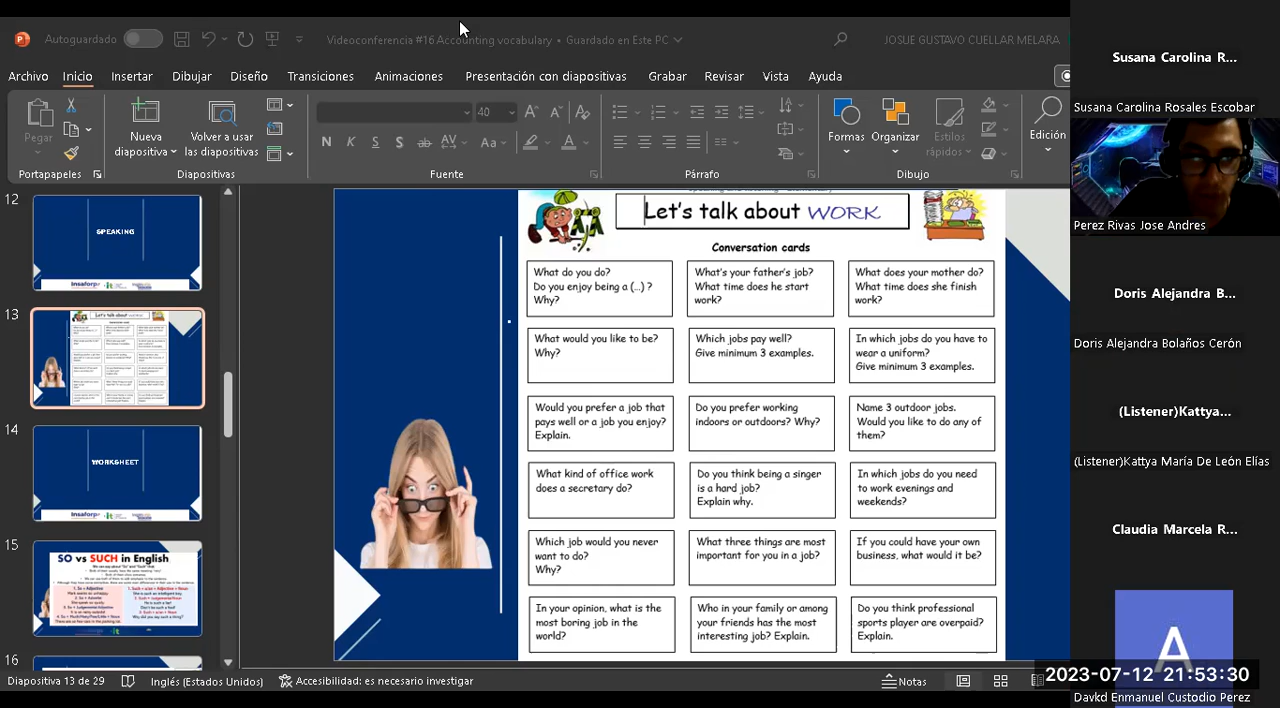 Autoguardado
Videoconferencia #16 Accounting vocabulary • Guardado en Este PC
JOSUE GUSTAVO CUELLAR MELARA
Archivo Inicio Insertar Dibujar Diseño Transiciones Animaciones Presentación con diapositivas Grabar Revisar Vista Ayuda
Pegar
Nueva
diapositiva
Volver a usar
las diapositivas
40
N K S S ab AV Aa A
Formas
Organizar
Estilos
rápidos
Edición
Portapapeles
Diapositivas
Fuente
Párrafo
Dibujo
12
SPEAKING
Insaforp
13
14
WORKSHEET
Insaforp
15
SO vs SUCH in English
16
Let's talk about WORK
Conversation cards
What do you do?
Do you enjoy being a (...) ?
Why?
What's your father's job?
What time does he start
work?
What does your mother do?
What time does she finish
work?
What would you like to be?
Why?
Which jobs pay well?
Give minimum 3 examples.
In which jobs do you have to
wear a uniform?
Give minimum 3 examples.
Would you prefer a job that
pays well or a job you enjoy?
Explain.
Do you prefer working
indoors or outdoors? Why?
Name 3 outdoor jobs.
Would you like to do any of
them?
What kind of office work
does a secretary do?
Do you think being a singer
is a hard job?
Explain why.
In which jobs do you need
to work evenings and
weekends?
Which job would you never
want to do?
Why?
What three things are most
important for you in a job?
If you could have your own
business, what would it be?
In your opinion, what is the
most boring job in the
world?
Who in your family or among
your friends has the most
interesting job? Explain.
Do you think professional
sports player are overpaid?
Explain.
Diapositiva 13 de 29
Inglés (Estados Unidos)
Accesibilidad: es necesario investigar
Notas
Susana Carolina R...
Susana Carolina Rosales Escobar
Perez Rivas Jose Andres
Doris Alejandra B...
Doris Alejandra Bolaños Cerón
(Listener)Kattya...
(Listener)Kattya María De León Elías
Claudia Marcela R...
A
2023-07-12 21:53:30
Davkd Enmanuel Custodio Perez